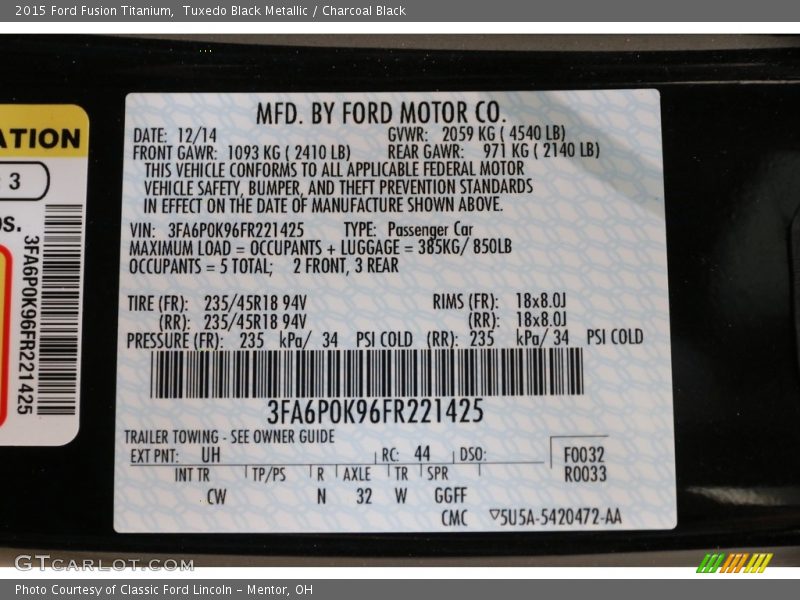 2015 Ford Fusion Titanium, Tuxedo Black Metallic / Charcoal Black
ATION
3
3FA6P0K96FR221425
MFD. BY FORD MOTOR CO.
DATE: 12/14 GVWR: 2059 KG ( 4540 LB)
FRONT GAWR: 1093 KG ( 2410 LB) REAR GAWR: 971 KG ( 2140 LB)
THIS VEHICLE CONFORMS TO ALL APPLICABLE FEDERAL MOTOR
VEHICLE SAFETY, BUMPER, AND THEFT PREVENTION STANDARDS
IN EFFECT ON THE DATE OF MANUFACTURE SHOWN ABOVE.
VIN: 3FA6P0K96FR221425 TYPE: Passenger Car
MAXIMUM LOAD = OCCUPANTS + LUGGAGE = 385KG/ 850LB
OCCUPANTS = 5 TOTAL; 2 FRONT, 3 REAR
TIRE (FR): 235/45R18 94V RIMS (FR): 18x8.0J
(RR): 235/45R18 94V (RR): 18x8.0J
PRESSURE (FR): 235 kPa/ 34 PSI COLD (RR): 235 kPa/ 34 PSI COLD
3FA6P0K96FR221425
TRAILER TOWING - SEE OWNER GUIDE
EXT PNT: UH RC: 44 DSO: F0032
INT TR TP/PS R AXLE TR SPR R0033
CW N 32 W GGFF
CMC ▽5U5A-5420472-AA
GTCarLot.com
Photo Courtesy of Classic Ford Lincoln - Mentor, OH